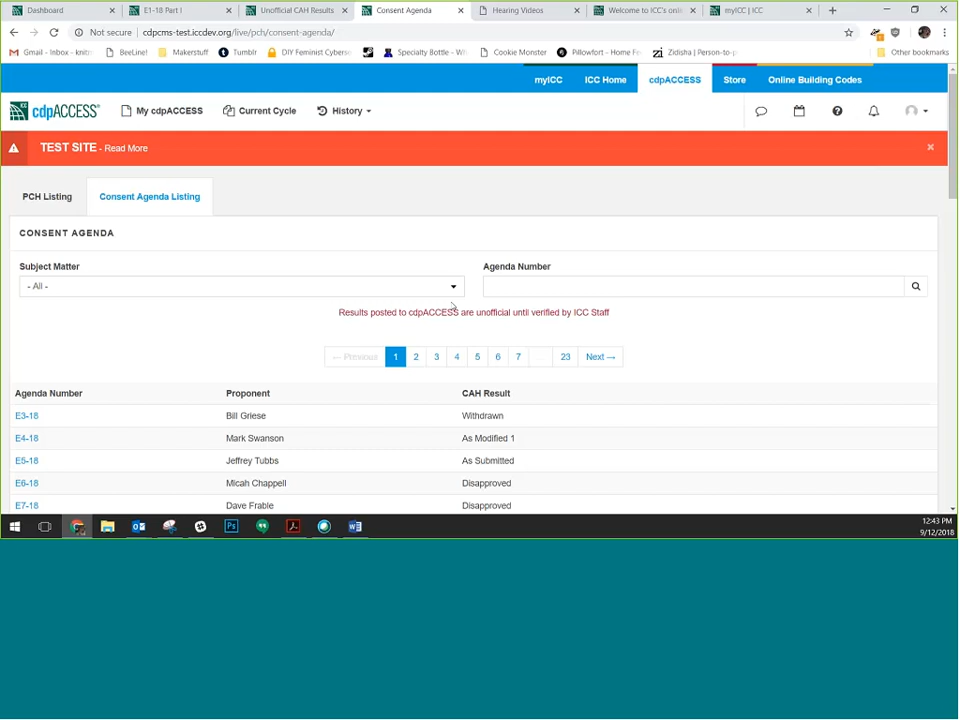 Dashboard
E1-18 Part I
Unofficial CAH Results
Consent Agenda
Hearing Videos
Welcome to ICC's onli
myICC | ICC
Not secure | cdpcms-test.iccdev.org/live/pch/consent-agenda/
Gmail - Inbox - knitr
BeeLine!
Makerstuff
Tumblr
DIY Feminist Cyberse
Specialty Bottle - Wh
Cookie Monster
Pillowfort - Home Fe
Zidisha | Person-to-p
Other bookmarks
myICC
ICC Home
cdpACCESS
Store
Online Building Codes
cdpACCESS®
My cdpACCESS
Current Cycle
History
TEST SITE - Read More
PCH Listing
Consent Agenda Listing
CONSENT AGENDA
Subject Matter
Agenda Number
- All -
Results posted to cdpACCESS are unofficial until verified by ICC Staff
← Previous 1 2 3 4 5 6 7 ... 23 Next →
Agenda Number Proponent CAH Result
E3-18 Bill Griese Withdrawn
E4-18 Mark Swanson As Modified 1
E5-18 Jeffrey Tubbs As Submitted
E6-18 Micah Chappell Disapproved
E7-18 Dave Frable Disapproved
12:43 PM
9/12/2018